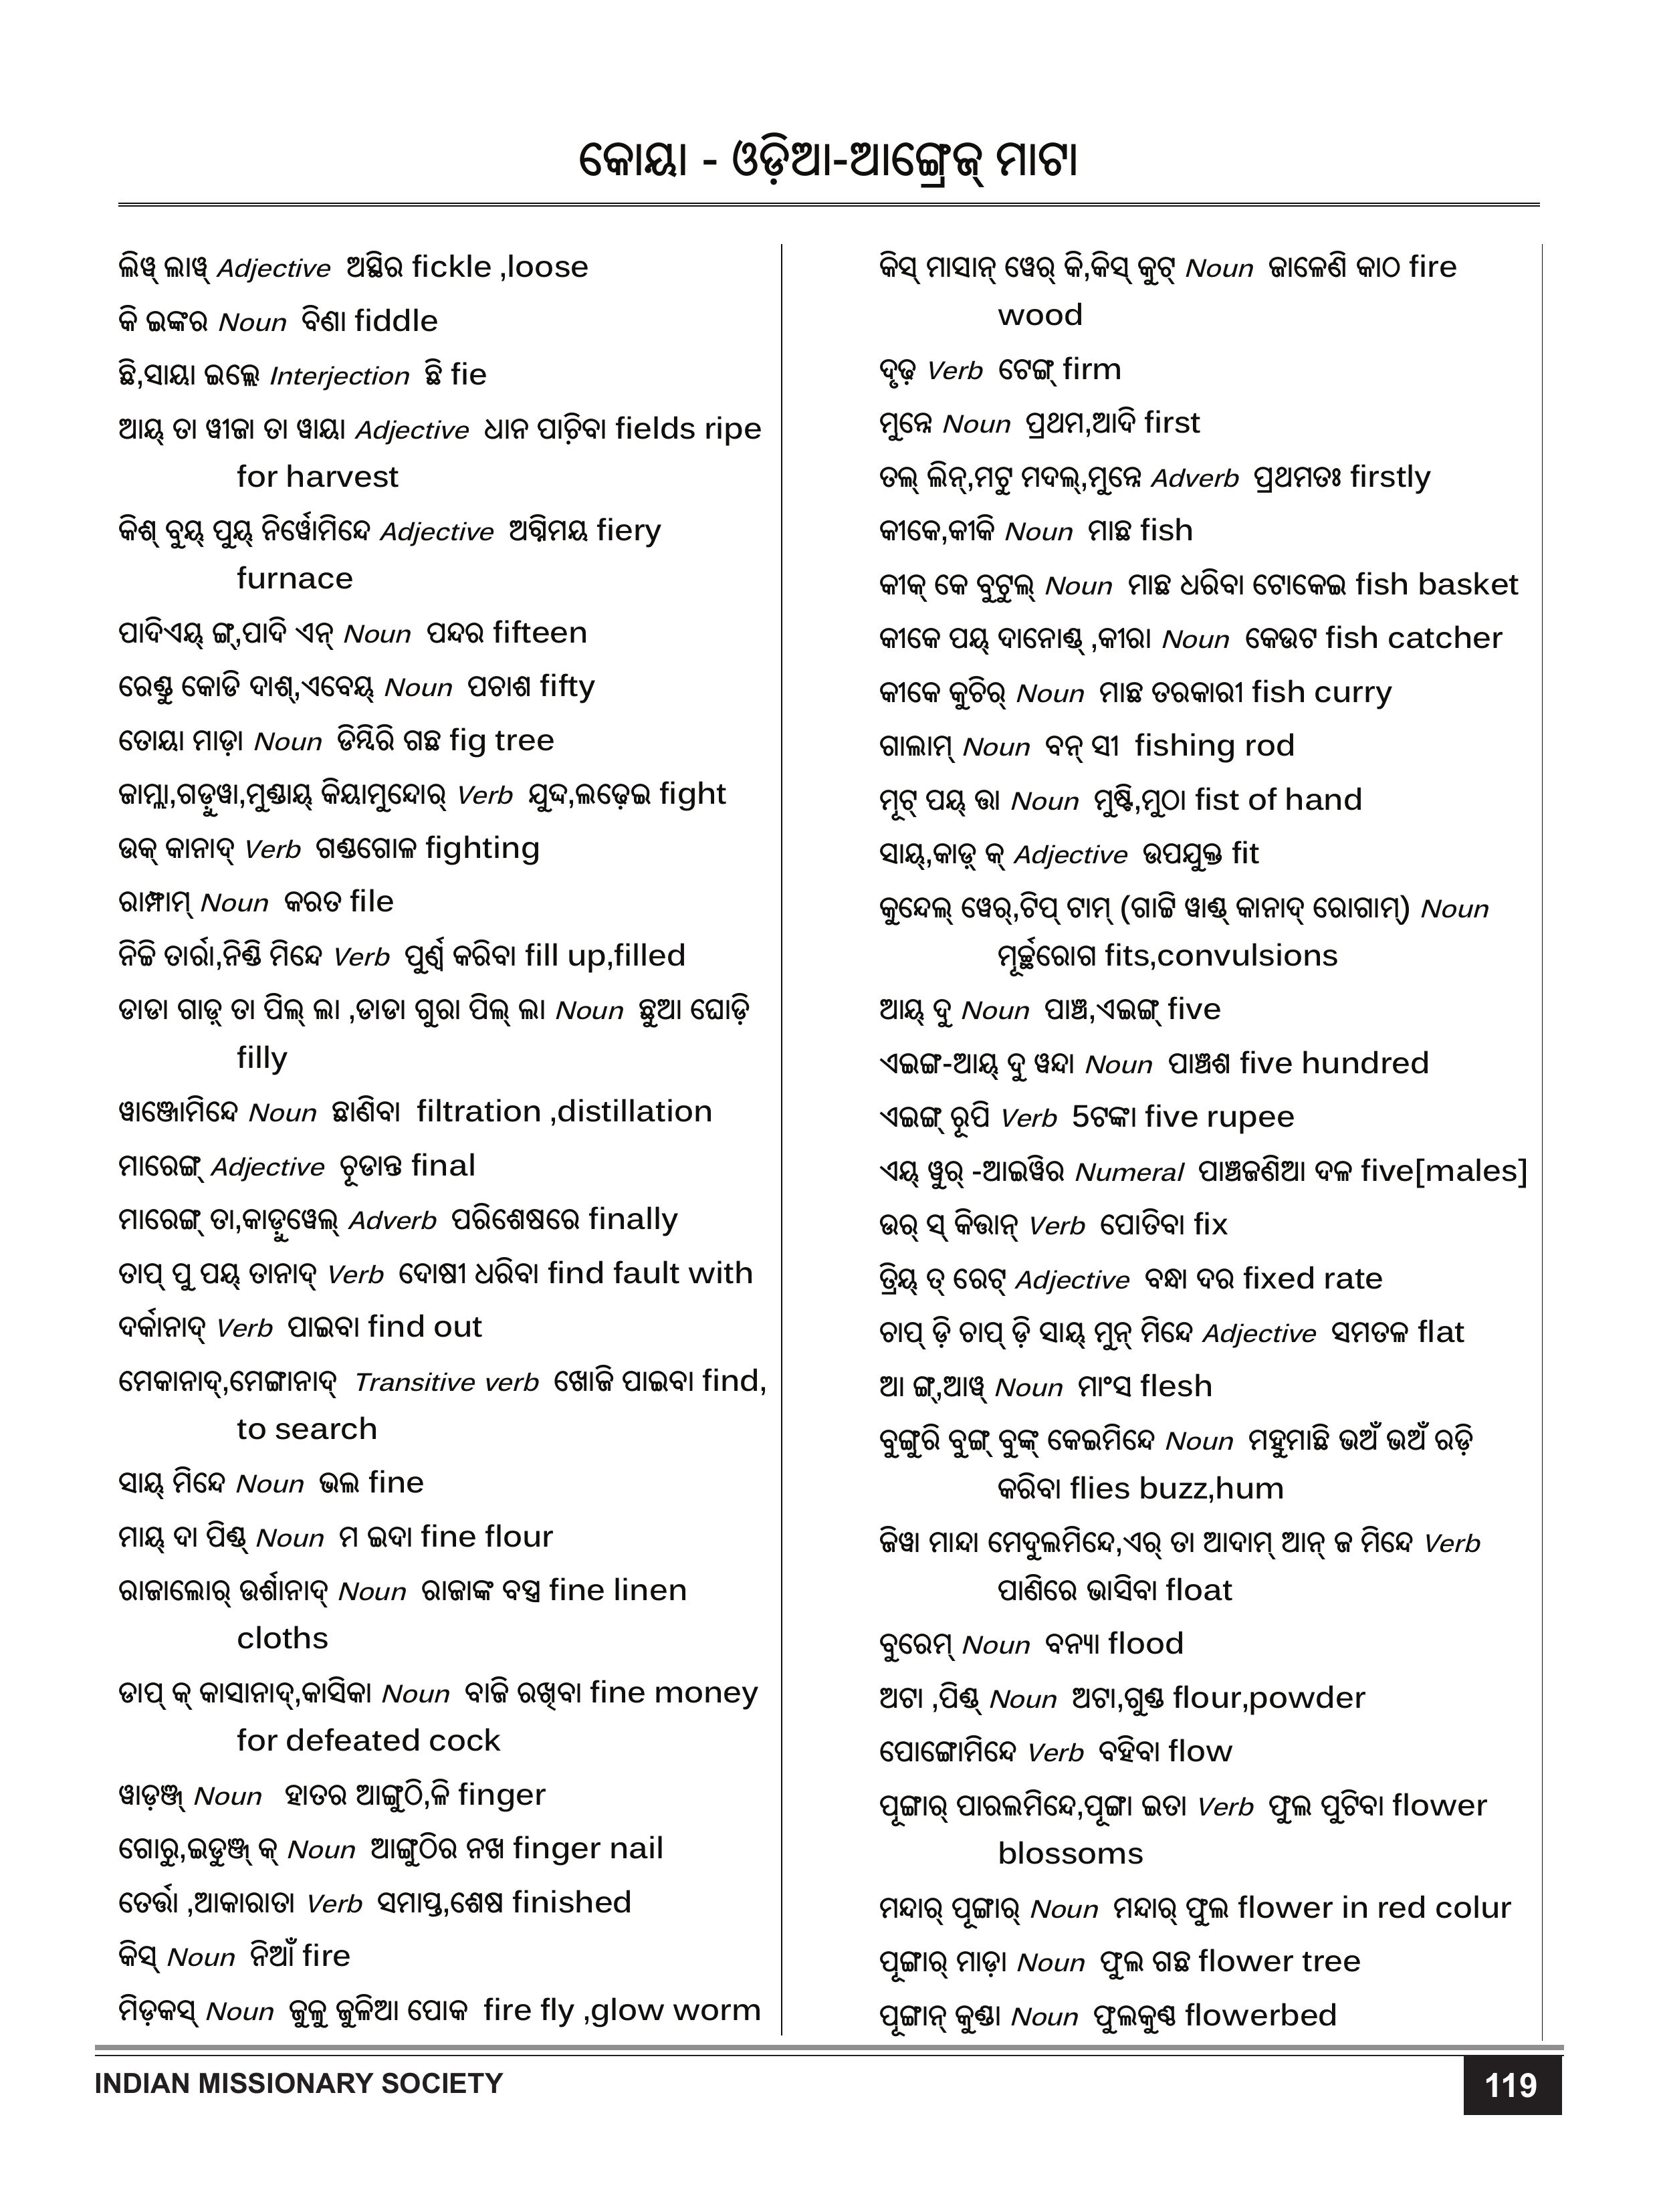 କୋୟା - ଓଡ଼ିଆ-ଆଙ୍ଗ୍ରେଜ୍ ମାଟା
ଲିୱ୍ ଲାୱ୍ Adjective ଅସ୍ଥିର fickle ,loose
କି ଇଙ୍କର Noun ବିଣା fiddle
ଛି,ସାୟା ଇଲ୍ଲେ Interjection ଛି fie
ଆୟ୍ ତା ୱୀଜା ତା ୱାୟା Adjective ଧାନ ପାଚ଼ିବା fields ripe
for harvest
କିଶ୍ ବୁୟ୍ ପୁୟ୍ ନିର୍ୱୋମିନ୍ଦେ Adjective ଅଗ୍ନିମୟ fiery
furnace
ପାଦିଏୟ୍ ଙ୍ଗ୍,ପାଦି ଏନ୍ Noun ପନ୍ଦର fifteen
ରେଣ୍ଡୁ କୋଡି ଦାଶ୍,ଏବେୟ୍ Noun ପଚାଶ fifty
ତୋୟା ମାଡ଼ା Noun ଡିମ୍ବିରି ଗଛ fig tree
ଜାମ୍ଲା,ଗଡ଼ୁୱା,ମୁଣ୍ଡାୟ୍ କିୟାମୁନ୍ଦୋର୍ Verb ଯୁଦ୍ଦ,ଲଢ଼େଇ fight
ଉକ୍ କାନାଦ୍ Verb ଗଣ୍ଡଗୋଳ fighting
ରାମ୍ଫାମ୍ Noun କରତ file
ନିଚ୍ଚି ତାର୍ରା,ନିଣ୍ଡି ମିନ୍ଦେ Verb ପୁର୍ଣ୍ଣ କରିବା fill up,filled
ଡାଡା ଗାଡ଼୍ ତା ପିଲ୍ ଲା ,ଡାଡା ଗୁରା ପିଲ୍ ଲା Noun ଛୁଆ ଘୋଡ଼ି
filly
ୱାଞ୍ଜୋମିନ୍ଦେ Noun ଛାଣିବା filtration ,distillation
ମାରେଙ୍ଗ୍ Adjective ଚୂଡାନ୍ତ final
ମାରେଙ୍ଗ୍ ତା,କାଡ଼ୁୱେଲ୍ Adverb ପରିଶେଷରେ finally
ତାପ୍ ପୁ ପୟ୍ ତାନାଦ୍ Verb ଦୋଷୀ ଧରିବା find fault with
ଦର୍କାନାଦ୍ Verb ପାଇବା find out
ମେକାନାଦ୍,ମେଙ୍ଗାନାଦ୍ Transitive verb ଖୋଜି ପାଇବା find,
to search
ସାୟ୍ ମିନ୍ଦେ Noun ଭଲ fine
ମାୟ୍ ଦା ପିଣ୍ଡ୍ Noun ମ ଇଦା fine flour
ରାଜାଲୋର୍ ଉର୍ଶାନାଦ୍ Noun ରାଜାଙ୍କ ବସ୍ତ୍ର fine linen
cloths
ଡାପ୍ କ୍ କାସାନାଦ୍,କାସିକା Noun ବାଜି ରଖିବା fine money
for defeated cock
ୱାଡ଼ଞ୍ଜ୍ Noun ହାତର ଆଙ୍ଗୁଠି,ଳି finger
ଗୋରୁ,ଇଡୁଞ୍ଜ୍ କ୍ Noun ଆଙ୍ଗୁଠିର ନଖ finger nail
ତେର୍ତ୍ତା ,ଆକାରାତା Verb ସମାପ୍ତ,ଶେଷ finished
କିସ୍ Noun ନିଆଁ fire
ମିଡ଼କସ୍ Noun ଜୁଳୁ ଜୁଳିଆ ପୋକ fire fly ,glow worm
କିସ୍ ମାସାନ୍ ୱେର୍ କି,କିସ୍ କୁଟ୍ Noun ଜାଳେଣି କାଠ fire
wood
ଦୃଢ଼ Verb ଟେଙ୍ଗ୍ firm
ମୁନ୍ନେ Noun ପ୍ରଥମ,ଆଦି first
ତଲ୍ ଲିନ୍,ମଟୁ ମଦଲ୍,ମୁନ୍ନେ Adverb ପ୍ରଥମତଃ firstly
କୀକେ,କୀକି Noun ମାଛ fish
କୀକ୍ କେ ବୁଟୁଲ୍ Noun ମାଛ ଧରିବା ଟୋକେଇ fish basket
କୀକେ ପୟ୍ ଦାନୋଣ୍ଡ୍ ,କୀରା Noun କେଉଟ fish catcher
କୀକେ କୁଚିର୍ Noun ମାଛ ତରକାରୀ fish curry
ଗାଲାମ୍ Noun ବନ୍ ସୀ fishing rod
ମୂଟ୍ ପୟ୍ ତ୍ତା Noun ମୁଷ୍ଟି,ମୁଠା fist of hand
ସାୟ୍,କାଡ଼୍ କ୍ Adjective ଉପଯୁକ୍ତ fit
କୁନ୍ଦେଲ୍ ୱେର୍,ଟିପ୍ ଟାମ୍ (ଗାଟ୍ଟି ୱାଣ୍ଡ୍ କାନାଦ୍ ରୋଗାମ୍) Noun
ମୂର୍ଚ୍ଛରୋଗ fits,convulsions
ଆୟ୍ ଦୁ Noun ପାଞ୍ଚ,ଏଇଙ୍ଗ୍ five
ଏଇଙ୍ଗ-ଆୟ୍ ଦୁ ୱନ୍ଦା Noun ପାଞ୍ଚଶ five hundred
ଏଇଙ୍ଗ୍ ରୂପି Verb 5ଟଙ୍କା five rupee
ଏୟ୍ ୱୁର୍ -ଆଇୱିର Numeral ପାଞ୍ଚଜଣିଆ ଦଳ five[males]
ଉର୍ ସ୍ କିତ୍ତାନ୍ Verb ପୋତିବା fix
ତ୍ରିୟ୍ ତ୍ ରେଟ୍ Adjective ବନ୍ଧା ଦର fixed rate
ଚାପ୍ ଡ଼ି ଚାପ୍ ଡ଼ି ସାୟ୍ ମୁନ୍ ମିନ୍ଦେ Adjective ସମତଳ flat
ଆ ଙ୍ଗ୍,ଆୱ୍ Noun ମାଂସ flesh
ବୁଙ୍ଗୁରି ବୁଙ୍ଗ୍ ବୁଙ୍କ୍ କେଇମିନ୍ଦେ Noun ମହୁମାଛି ଭଅଁ ଭଅଁ ରଡ଼ି
କରିବା flies buzz,hum
ଜିୱା ମାନ୍ଦା ମେଦୁଲମିନ୍ଦେ,ଏର୍ ତା ଆଦାମ୍ ଆନ୍ ଜ ମିନ୍ଦେ Verb
ପାଣିରେ ଭାସିବା float
ବୁରେମ୍ Noun ବନ୍ୟା flood
ଅଟା ,ପିଣ୍ଡ୍ Noun ଅଟା,ଗୁଣ୍ଡ flour,powder
ପୋଙ୍ଗୋମିନ୍ଦେ Verb ବହିବା flow
ପୂଙ୍ଗାର୍ ପାରଲମିନ୍ଦେ,ପୂଙ୍ଗା ଇତା Verb ଫୁଲ ପୁଟିବା flower
blossoms
ମନ୍ଦାର୍ ପୂଙ୍ଗାର୍ Noun ମନ୍ଦାର୍ ଫୁଲ flower in red colur
ପୂଙ୍ଗାର୍ ମାଡ଼ା Noun ଫୁଲ ଗଛ flower tree
ପୂଙ୍ଗାନ୍ କୁଣ୍ଡା Noun ଫୁଲକୁଣ୍ଠ flowerbed
INDIAN MISSIONARY SOCIETY
119